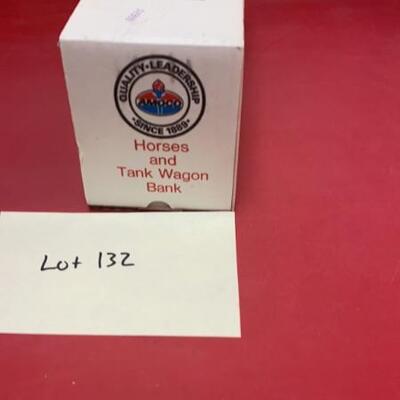 QUALITY•LEADERSHIP
AMOCO
•SINCE 1889•
Horses
and
Tank Wagon
Bank
Lot 132